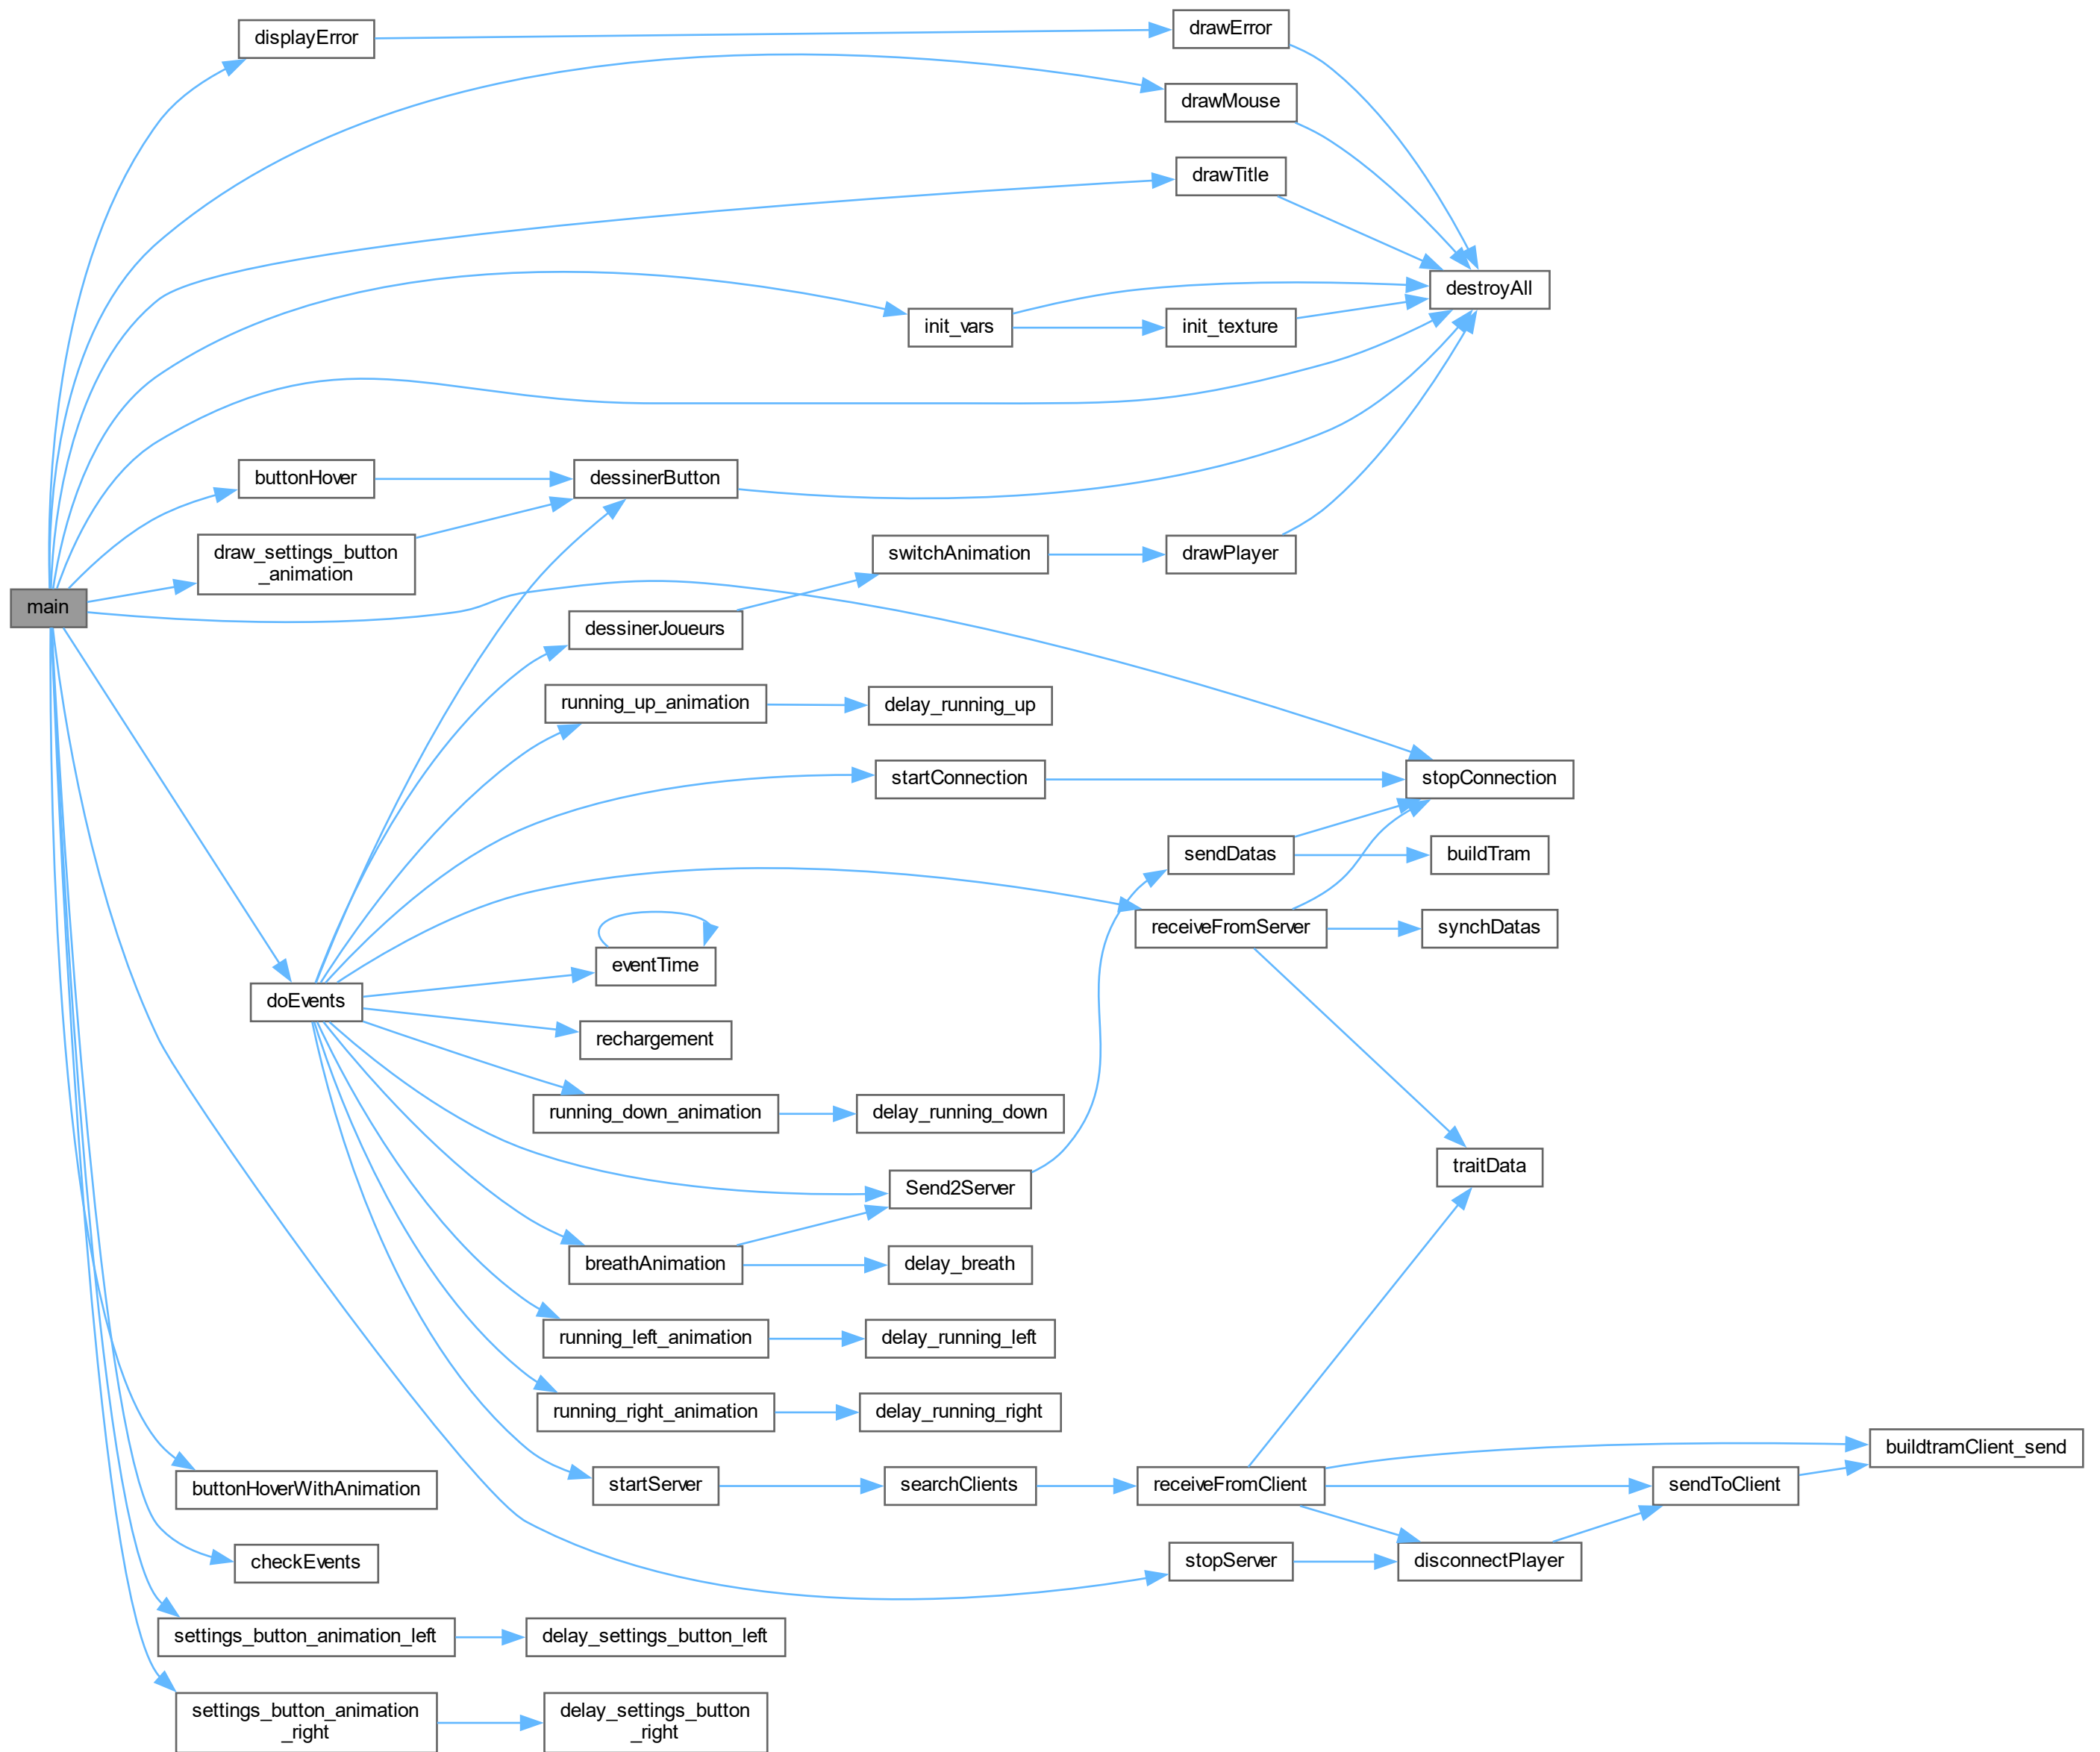 displayError
drawError
drawMouse
drawTitle
destroyAll
init_vars
init_texture
buttonHover
dessinerButton
draw_settings_button
_animation
switchAnimation
drawPlayer
main
dessinerJoueurs
running_up_animation
delay_running_up
startConnection
stopConnection
sendDatas
buildTram
receiveFromServer
synchDatas
eventTime
doEvents
rechargement
running_down_animation
delay_running_down
traitData
Send2Server
breathAnimation
delay_breath
running_left_animation
delay_running_left
running_right_animation
delay_running_right
buildtramClient_send
buttonHoverWithAnimation
startServer
searchClients
receiveFromClient
sendToClient
checkEvents
stopServer
disconnectPlayer
settings_button_animation_left
delay_settings_button_left
settings_button_animation
_right
delay_settings_button
_right